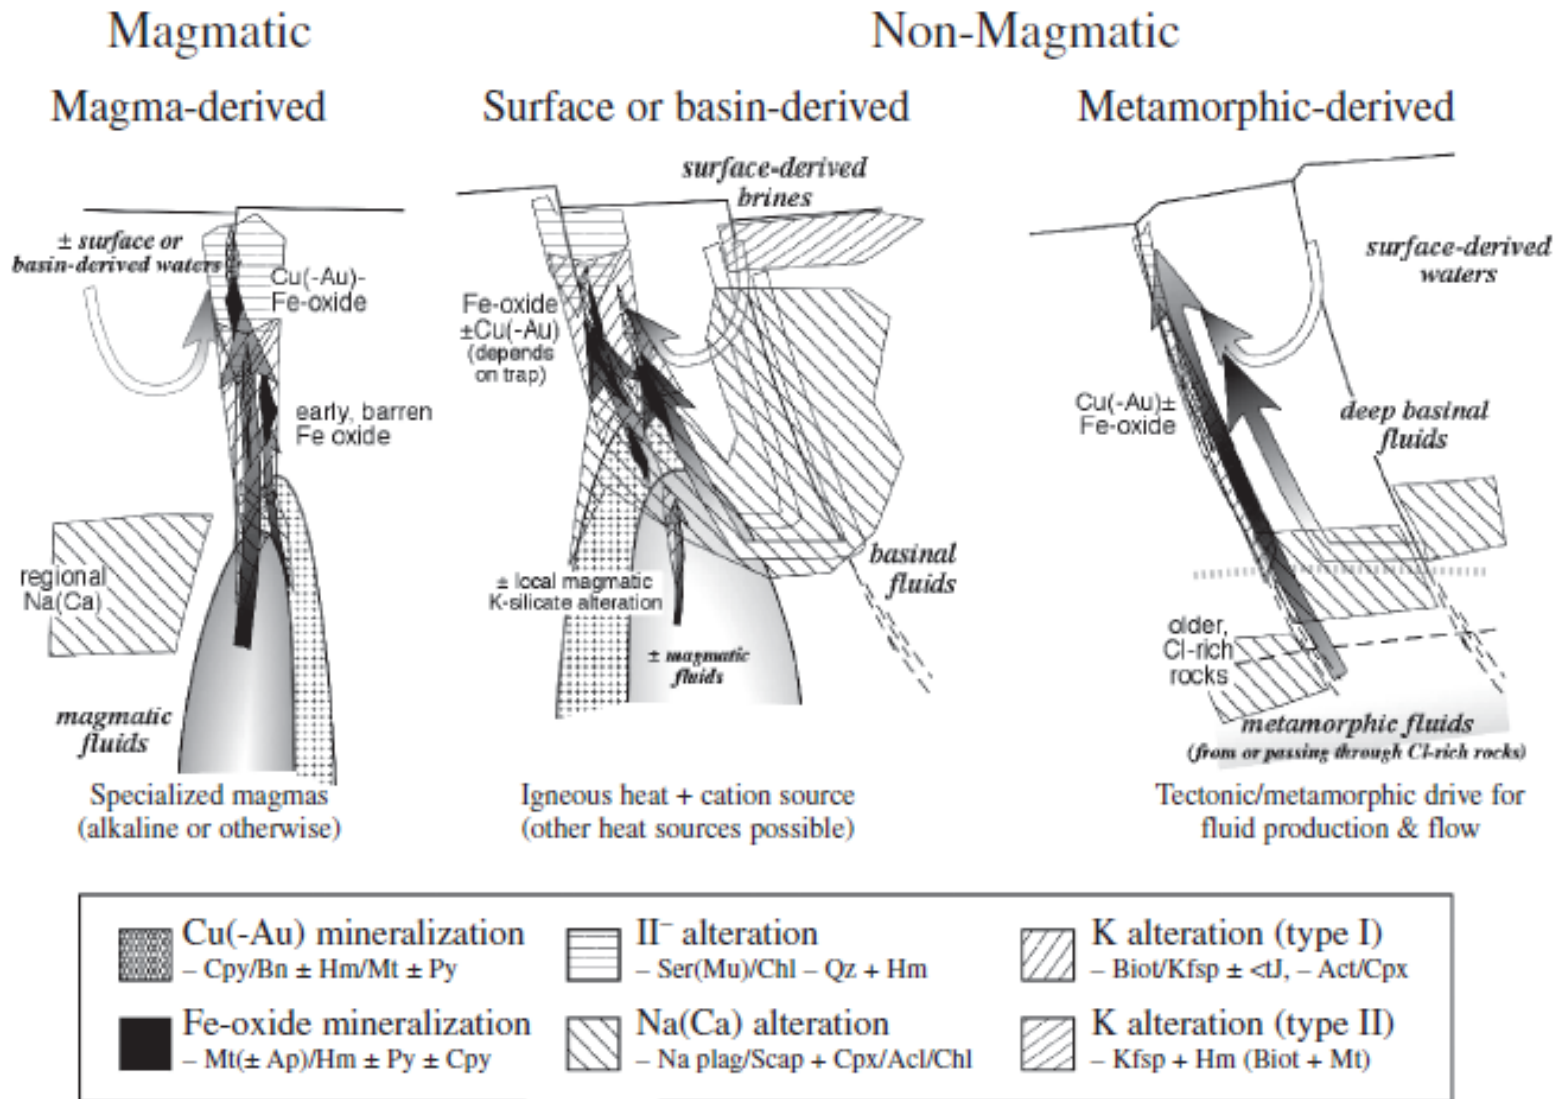 Magmatic
Non-Magmatic
Magma-derived
Surface or basin-derived
Metamorphic-derived
± surface or
basin-derived waters
Cu(-Au)-
Fe-oxide
early, barren
Fe oxide
regional
Na(Ca)
magmatic
fluids
Specialized magmas
(alkaline or otherwise)
surface-derived
brines
Fe-oxide
±Cu(-Au)
(depends
on trap)
± local magmatic
K-silicate alteration
± magmatic
fluids
basinal
fluids
Igneous heat + cation source
(other heat sources possible)
surface-derived
waters
Cu(-Au)±
Fe-oxide
deep basinal
fluids
older,
Cl-rich
rocks
metamorphic fluids
(from or passing through Cl-rich rocks)
Tectonic/metamorphic drive for
fluid production & flow
Cu(-Au) mineralization
– Cpy/Bn ± Hm/Mt ± Py
Fe-oxide mineralization
– Mt(± Ap)/Hm ± Py ± Cpy
II⁻ alteration
– Ser(Mu)/Chl – Qz + Hm
Na(Ca) alteration
– Na plag/Scap + Cpx/Acl/Chl
K alteration (type I)
– Biot/Kfsp ± <tJ, – Act/Cpx
K alteration (type II)
– Kfsp + Hm (Biot + Mt)